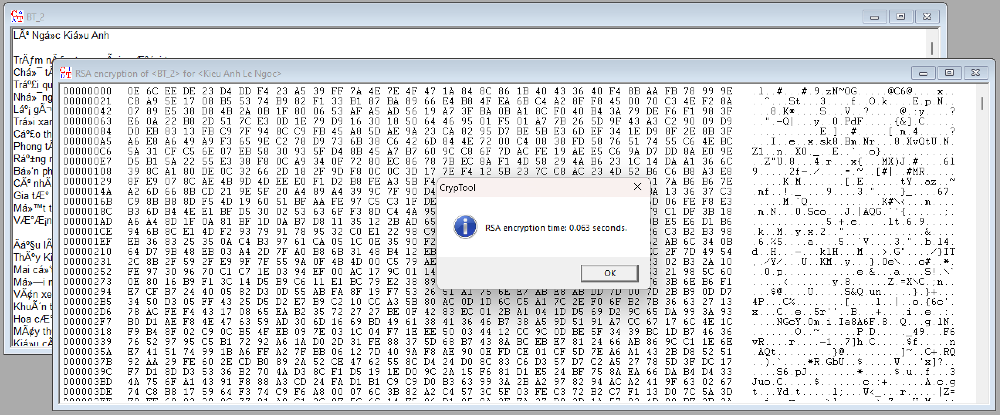 BT_2
LÃª Ngá»c Kiá»u Anh
TrÄƒm
Chá»¯ tÃ
Tráº£i qu
Nhá»¯ng
Láº¡ gÃ¬
Trá»i xan
Cáº£o th
Phong tÃ
Ráº±ng n
Bá»'n ph
CÃª nhÃ
Gia tÆ°
Má»™t t
VÆ°Æ¡n
Äáº§u lÃ
ThÃºy Ki
Mai cá»'t
Má»—i n
VÃ¢n xe
KhuÃ´n t
Hoa cÆ°
MÃ¢y th
Kiá»u cÃ
RSA encryption of <BT_2> for <Kieu Anh Le Ngoc>
00000000 0E 6C EE DE 23 D4 DD F4 23 A5 39 FF 7A 4E 7E 4F 47 1A 84 8C 86 1B 40 43 36 40 F4 8B AA FB 78 99 9E .l..#...#.9.zN~OG.....@C6@....x..
00000021 C8 A9 5E 17 08 B5 53 74 B9 82 F1 33 B1 87 BA 89 66 E4 B8 4F EA 6B C4 A2 8F F8 45 00 70 C3 4E F2 8A ..^...St...3....f..O.k....E.p.N..
00000042 07 89 E5 38 D8 4B 2A 0B 1F 80 06 53 AF A5 AD 56 19 A7 3F BA 0B A1 8C F0 40 B4 3A 79 DE F6 F1 98 3F ...8.K*....S...V..?.....@.:y....?
00000063 E6 0A 22 B8 2D 51 7C E3 0D 1E 79 D9 16 30 18 50 64 46 95 01 F5 01 A7 7B 26 5D 9F 43 A3 C2 90 09 D9 ..".-Q|...y..0.PdF.....{&].C.....
00000084 D0 EB 83 13 FB C9 7F 94 8C C9 FB 45 A8 5D AE 9A 23 CA 82 95 D7 BE 5B E3 6D EF 34 1E D9 8F 2E 8B 3F ...........E.]..#.....[.m.4.....?
000000A5 A6 E8 A6 49 A9 F3 65 9E C2 78 D9 73 6B 38 C6 42 6D 84 4E 72 00 C4 08 38 FD 58 76 51 74 55 C6 4E BC ...I..e..x.sk8.Bm.Nr...8.XvQtU.N.
000000C6 5A 31 CF C5 6E 07 EB 58 30 93 5F D4 8B 45 A7 B7 60 9C C8 6F 7D AC FE 19 AE E5 C6 9A D7 DD 8A E0 9E Z1..n..X0._..E..`..o}............
000000E7 D5 B1 5A 22 55 E3 38 F8 0C A9 34 0F 72 80 EC 86 78 7B EC 8A F1 4D 58 29 4A B6 23 1C 14 DA A1 36 6C ..Z"U.8...4.r...x{...MX)J.#....6l
00000108 39 8C A1 80 DE 0C 32 66 2D 18 2F 9D F8 0C 0C 3D 17 7E F4 12 5B 23 7C C8 AC 23 4D 52 B6 C6 B8 A3 E8 9.....2f-./....=.~..[#|..#MR.....
00000129 8F E9 07 8C AE 4B 9D 4D EE E0 F1 D2 B8 FE A3 5B F4 7A B6 B6 7E .....K.M.......[.E......tY..az..~
0000014A A2 6D 66 8B CD 21 9E 5F 20 A4 89 A4 39 9C 7F 90 D4 13 36 37 C3 .mf..!._ ...9....3."....}_....67.
0000016B C9 8B B8 8D F5 4D 19 60 51 BF AA FE 97 C5 C3 1F DE 06 FE F8 E3 .....M.`Q.............K#\<...m....
0000018C B3 6D B4 4E E1 BF D5 30 02 53 63 6F F3 8D C4 4A 95 C1 DF 3B 18 .m.N...0.Sco...J.|AQG.`'{......;.
000001AD A6 A4 8D 1F 0A 81 BF 1D 0A B7 D8 11 35 12 2B AD 65 E5 E6 D1 B6 ............5.+.e... .1t.6.9.....
000001CE 94 6B 8C E1 4D F2 93 79 91 78 95 32 C0 E1 22 98 C9 C3 B2 B3 98 .k..M..y.x.2..".............&....
000001EF EB 36 83 25 35 0A C4 B3 97 61 CA 05 1C 0E 35 90 F2 AB 6C 34 0B .6.%5....a....5..`V....3."..b.l4.
00000210 64 D7 9B 48 EB 03 A4 2D 7F A0 B8 6B 31 48 B4 12 EB 2F 7D 49 54 d..H...-...k1H...M...>.G"..../}IT
00000231 2C 8B 2F 59 2F E9 9F 7F 55 9A 0F 4B 4D 00 C5 79 AE 02 B3 2A 10 ,./Y/...U..KM..y...}.0e\...o#..*.
00000252 FE 97 30 96 70 C1 C7 1E 03 94 EF 00 AC 17 9C 01 14 21 98 5C 60 ..0.p..............e.&...a...S!.\`
00000273 0E 80 16 B9 F1 3C 14 D5 B9 C6 11 E1 BC 79 E2 38 89 3B 6E B6 F1 .....<.......y.8.......Z.=X\C.;n..
00000294 E7 CF B7 24 40 05 82 D3 0D 55 AB FA 8F 19 F7 53 26 51 A1 75 6E E7 AB E8 AB DD 7D 00 7D 2B B9 0D D7 ...$@....U.....S&Q.un.....}.}+...
000002B5 34 50 D3 05 FF 43 25 D5 D2 E7 B9 C2 10 CC A3 5B 80 AC 0D 1D 6C C5 A1 7C 2E F0 6F B2 7B 36 63 27 13 4P...C%........[....l..|..o.{6c'.
000002D6 78 AC FE F4 43 17 08 65 EA B2 35 72 27 27 BE 0F 42 83 EC 01 2B A1 04 1D D5 69 D2 9C 65 DA 99 3A 93 x...C..e..5r''..B...+....i..e..:.
000002F7 B0 D1 AE F8 4E 47 63 59 AD 30 6D 16 69 BD 49 61 38 41 36 46 B7 38 A5 9D 51 91 A7 CC 67 17 6C 4E 1C ....NGcY.0m.i.Ia8A6F.8..Q...g.lN.
00000318 F9 B4 8F 02 C9 0C B5 4F EB 09 7E 03 1C 04 F7 1E EE 50 03 44 12 CC 9C 0D BE 5F 34 39 BC 1D B7 46 36 .......O..~......P.D....._49...F6
00000339 76 52 97 95 C5 B1 72 92 A6 1A D0 2D 31 FE 88 37 5D 68 B7 43 8A BC EB E7 81 24 66 AB 86 9C C1 1E 6E vR....r....-1..7]h.C.....$f.....n
0000035A E7 41 51 74 99 1B A6 FF A2 7F BB 06 12 7D 40 9A F8 AE 90 0E FD CE 01 CF 5D 7E A6 A1 43 2B D8 52 51 .AQt.........}@.........]~..C+.RQ
0000037B 92 AA 29 FE 60 2E CD B0 89 2A 52 CE 47 62 55 8C D4 24 D0 8C 83 C6 D3 57 D7 C2 A5 27 78 5D 3F DC 17 ..).`....*R.GbU..$.....W...'x]?..
0000039C F7 D1 8D D3 53 36 B2 70 4A D3 8C F1 D5 19 1E D0 9C 2A 15 F6 81 D1 E5 24 BF 75 8A EA 66 DA B4 D4 33 ....S6.pJ........*.....$.u..f...3
000003BD 4A 75 6F A1 43 91 F8 88 A3 CD 24 FA D1 B1 C9 C9 D0 B3 63 99 3A 2B A2 97 82 94 AC A2 41 9F 63 02 67 Juo.C.....$.......c.:+......A.c.g
000003DE 74 C8 B8 17 59 64 F3 74 C9 F6 A8 00 07 6C 3B 82 A2 C4 57 3C 5F 03 FE C3 72 B2 C7 F1 13 D0 7C 5A 3D t...Yd.t.....l;...W<_...r.....|Z=
CrypTool
RSA encryption time: 0.063 seconds.
OK